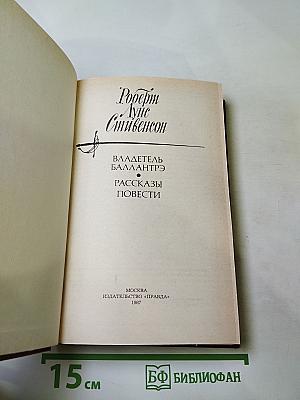 Роберт
Луис
Стивенсон
ВЛАДЕТЕЛЬ
БАЛЛАНТРЭ
•
РАССКАЗЫ
ПОВЕСТИ
МОСКВА
ИЗДАТЕЛЬСТВО «ПРАВДА»
1987
15 см
БФ БИБЛИОФАН